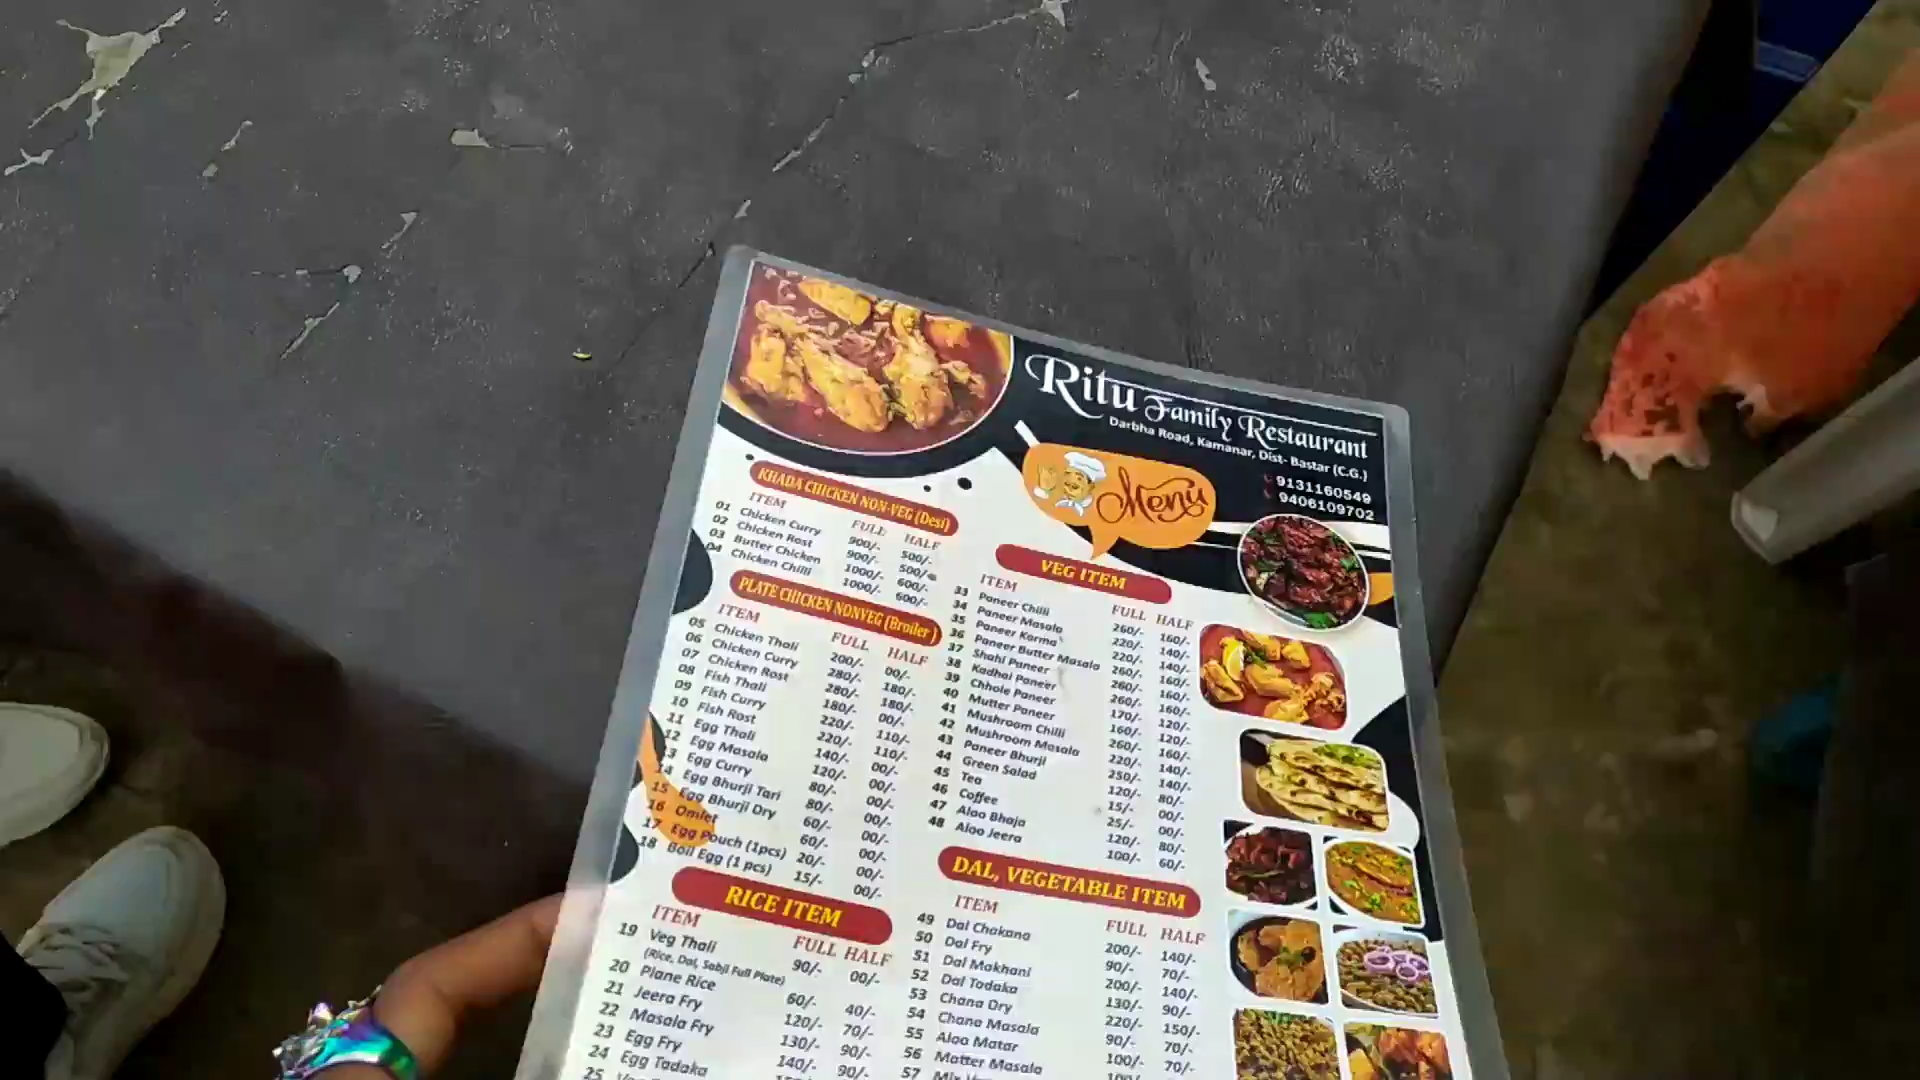 Ritu Family Restaurant
Darbha Road, Kamanar, Dist- Bastar (C.G.)
9131160549
9406109702
Menu
KHADA CHICKEN NON-VEG (Desi)
ITEM FULL HALF
01 Chicken Curry 900/- 500/-
02 Chicken Rost 900/- 500/-
03 Butter Chicken 1000/- 600/-
04 Chicken Chilli 1000/- 600/-
PLATE CHICKEN NONVEG (Broiler )
ITEM FULL HALF
05 Chicken Thali 200/- 00/-
06 Chicken Curry 280/- 180/-
07 Chicken Rost 280/- 180/-
08 Fish Thali 180/- 00/-
09 Fish Curry 220/- 110/-
10 Fish Rost 220/- 110/-
11 Egg Thali 140/- 00/-
12 Egg Masala 120/- 00/-
13 Egg Curry 80/- 00/-
14 Egg Bhurji Tari 80/- 00/-
15 Egg Bhurji Dry 60/- 00/-
16 Omlet 60/- 00/-
17 Egg Pouch (1pcs) 20/- 00/-
18 Boil Egg (1 pcs) 15/- 00/-
RICE ITEM
ITEM FULL HALF
19 Veg Thali 90/- 00/-
(Rice, Dal, Sabji Full Plate)
20 Plane Rice 60/- 40/-
21 Jeera Fry 120/- 70/-
22 Masala Fry 130/- 90/-
23 Egg Fry 140/- 90/-
24 Egg Tadaka
25
VEG ITEM
ITEM FULL HALF
33 Paneer Chilli 260/- 160/-
34 Paneer Masala 220/- 140/-
35 Paneer Korma 220/- 140/-
36 Paneer Butter Masala 260/- 160/-
37 Shahi Paneer 260/- 160/-
38 Kadhai Paneer 260/- 160/-
39 Chhole Paneer 170/- 120/-
40 Mutter Paneer 160/- 120/-
41 Mushroom Chilli 260/- 160/-
42 Mushroom Masala 220/- 140/-
43 Paneer Bhurji 250/- 140/-
44 Green Salad 120/- 80/-
45 Tea 15/- 00/-
46 Coffee 25/- 00/-
47 Aloo Bhaja 120/- 80/-
48 Aloo Jeera 100/- 60/-
DAL, VEGETABLE ITEM
ITEM FULL HALF
49 Dal Chakana 200/- 140/-
50 Dal Fry 90/- 70/-
51 Dal Makhani 200/- 140/-
52 Dal Tadaka 130/- 90/-
53 Chana Dry 220/- 150/-
54 Chana Masala 90/- 70/-
55 Aloo Matar 100/- 70/-
56 Matter Masala
57 Mix